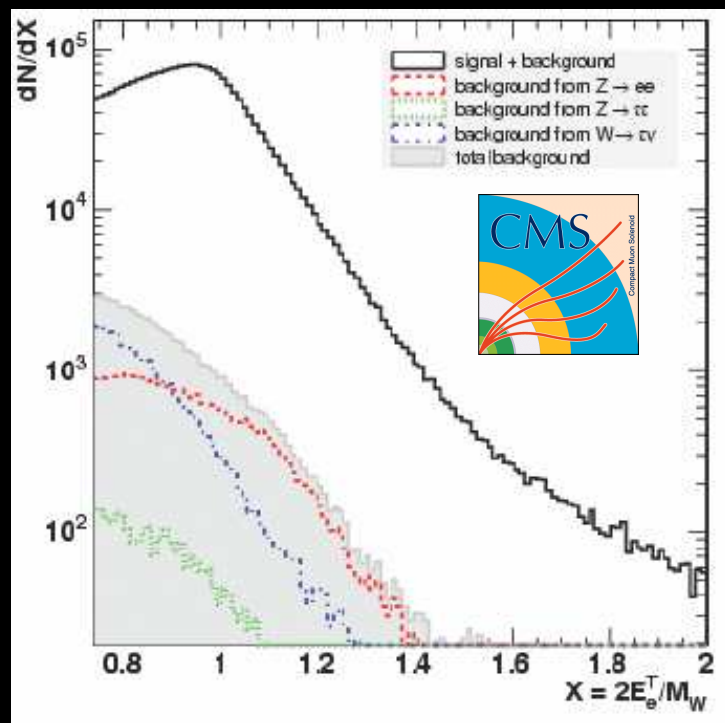 dN/dX
10⁵
10⁴
10³
10²
signal + background
background from Z → ee
background from Z → ττ
background from W → τν
total background
CMS
Compact Muon Solenoid
0.8 1 1.2 1.4 1.6 1.8 2
X = 2Eₑᵀ/M_W